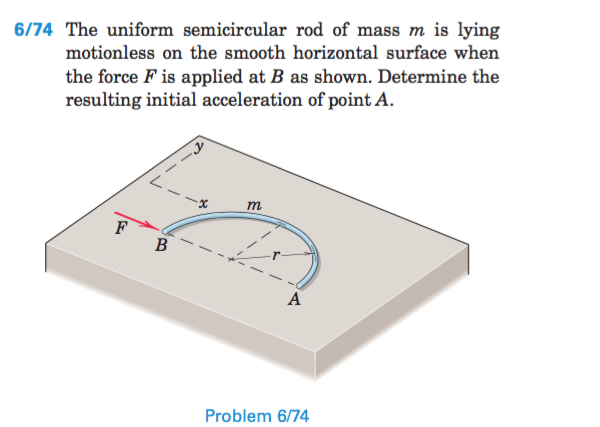 6/74 The uniform semicircular rod of mass m is lying
motionless on the smooth horizontal surface when
the force F is applied at B as shown. Determine the
resulting initial acceleration of point A.
y
x
m
F
B
r
A
Problem 6/74